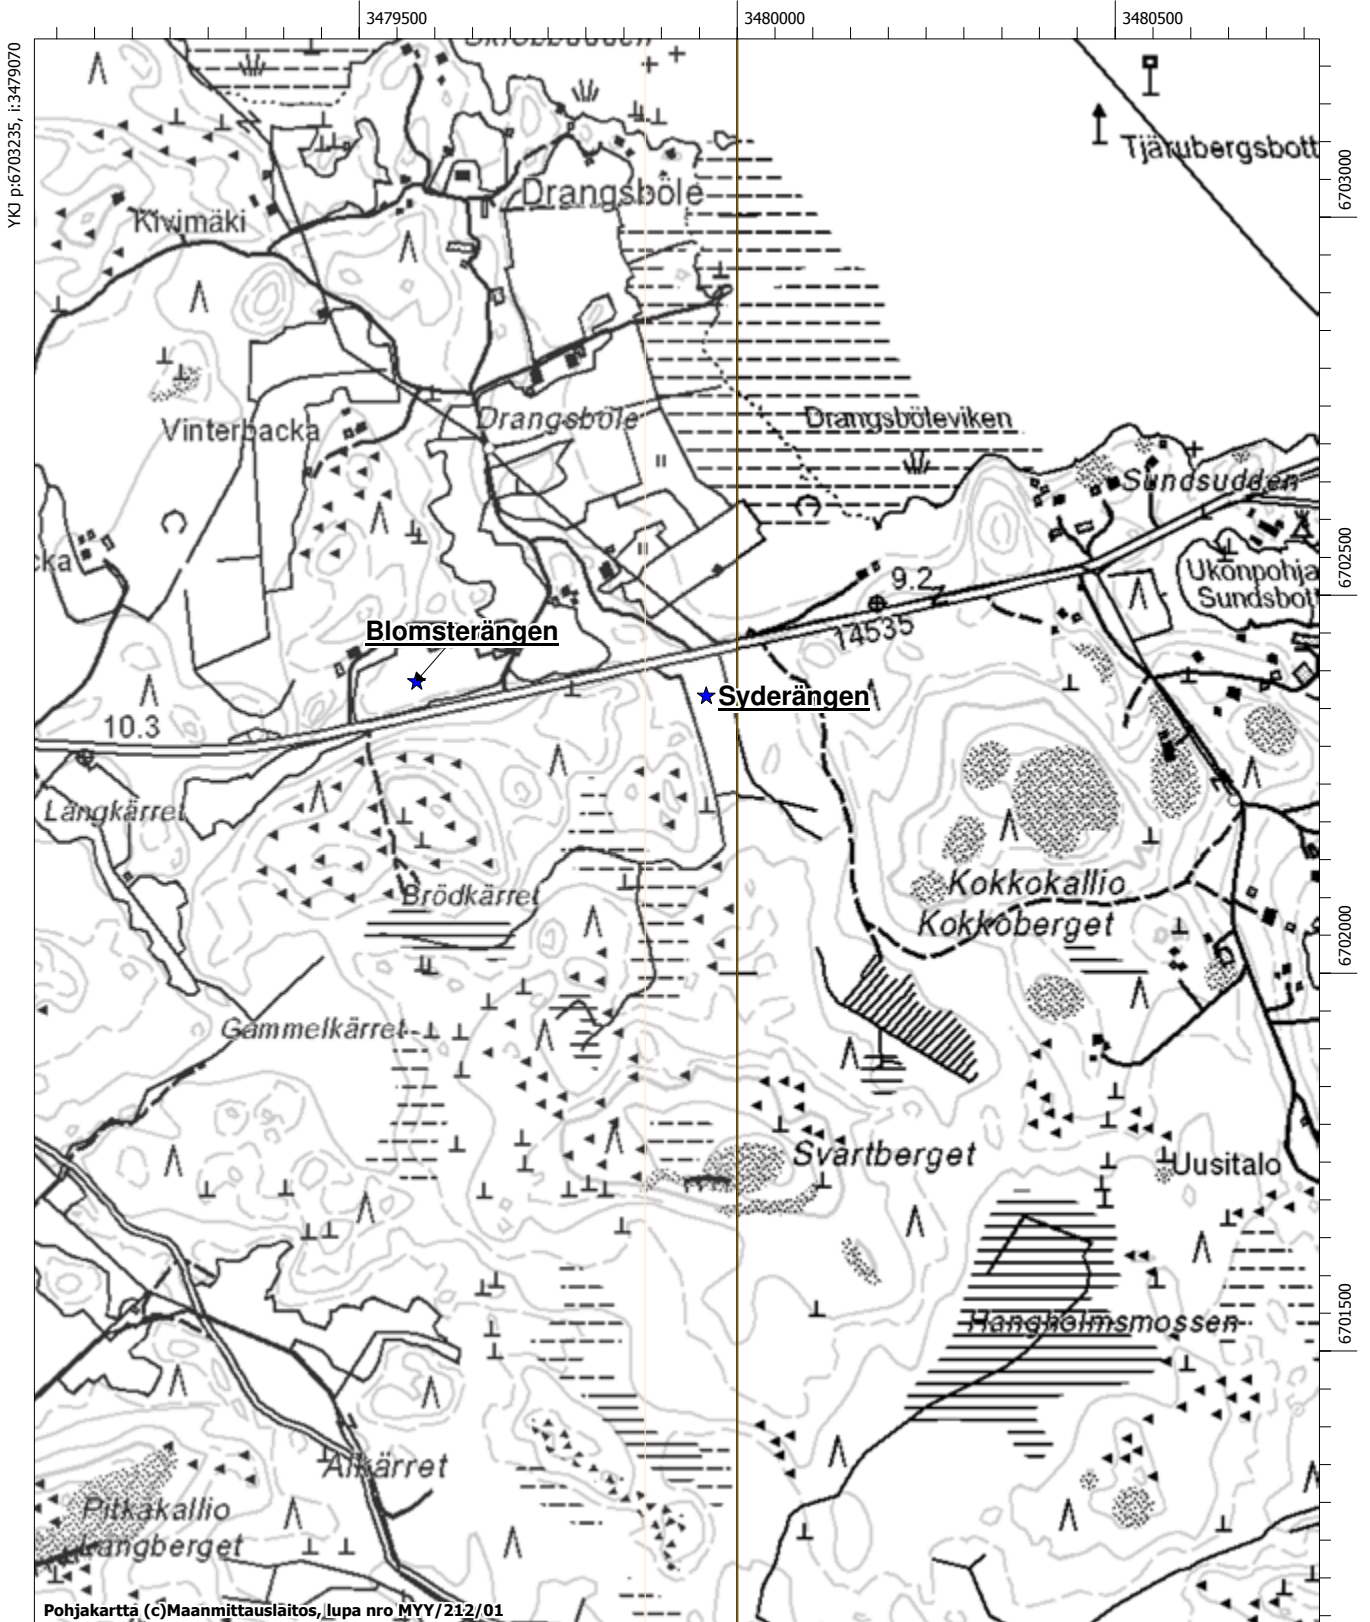 3479500
3480000
3480500
YKJ p:6703235, i:3479070
Tjärubergsbott
6703000
Drangsböle
Kivimäki
Drangsböle
Drangsböleviken
Vinterbacka
Sundsudden
6702500
cka
9.2
Ukonpohja
Sundsbott
14535
Blomsterängen
Syderängen
10.3
Långkärret
Kokkokallio
Kokkoberget
Brödkärret
6702000
Gammelkärret
Svartberget
Uusitalo
6701500
Hangholmsmossen
Alkärret
Pitkäkallio
Långberget
Pohjakartta (c)Maanmittauslaitos, lupa nro MYY/212/01